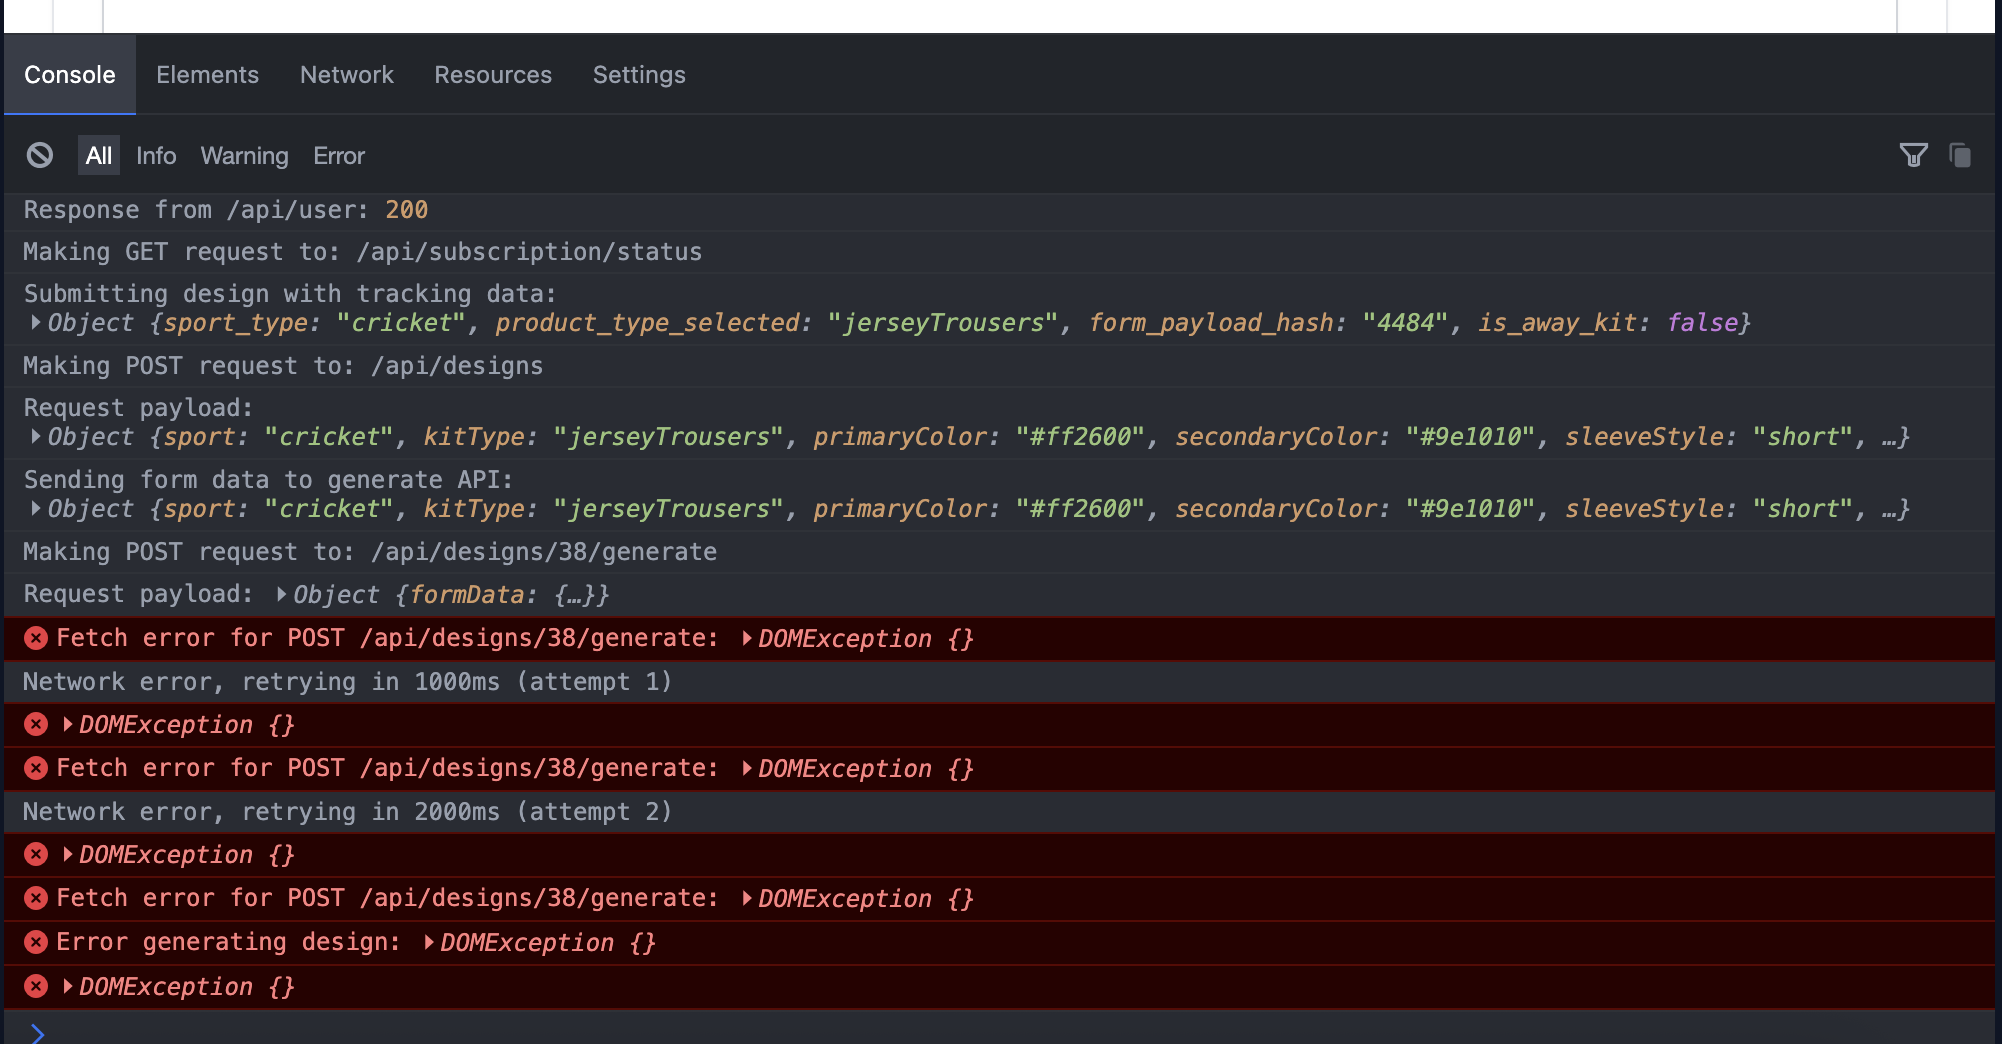 Console Elements Network Resources Settings
All Info Warning Error
Response from /api/user: 200
Making GET request to: /api/subscription/status
Submitting design with tracking data:
Object {sport_type: "cricket", product_type_selected: "jerseyTrousers", form_payload_hash: "4484", is_away_kit: false}
Making POST request to: /api/designs
Request payload:
Object {sport: "cricket", kitType: "jerseyTrousers", primaryColor: "#ff2600", secondaryColor: "#9e1010", sleeveStyle: "short", …}
Sending form data to generate API:
Object {sport: "cricket", kitType: "jerseyTrousers", primaryColor: "#ff2600", secondaryColor: "#9e1010", sleeveStyle: "short", …}
Making POST request to: /api/designs/38/generate
Request payload: Object {formData: {…}}
Fetch error for POST /api/designs/38/generate: DOMException {}
Network error, retrying in 1000ms (attempt 1)
DOMException {}
Fetch error for POST /api/designs/38/generate: DOMException {}
Network error, retrying in 2000ms (attempt 2)
DOMException {}
Fetch error for POST /api/designs/38/generate: DOMException {}
Error generating design: DOMException {}
DOMException {}